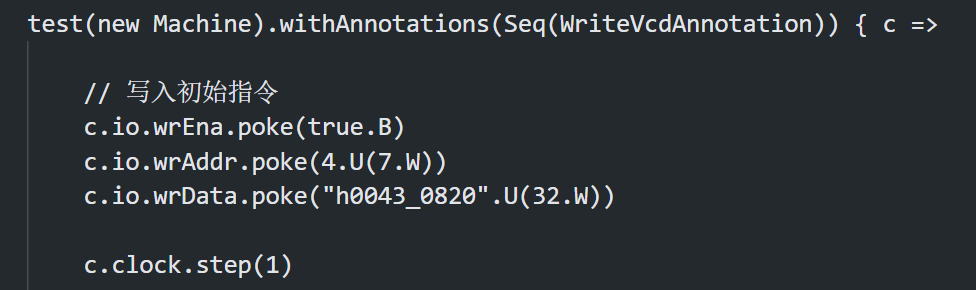 test(new Machine).withAnnotations(Seq(WriteVcdAnnotation)) { c =>
// 写入初始指令
c.io.wrEna.poke(true.B)
c.io.wrAddr.poke(4.U(7.W))
c.io.wrData.poke("h0043_0820".U(32.W))
c.clock.step(1)